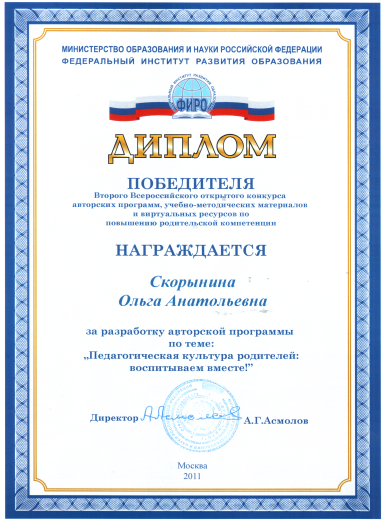 МИНИСТЕРСТВО ОБРАЗОВАНИЯ И НАУКИ РОССИЙСКОЙ ФЕДЕРАЦИИ
ФЕДЕРАЛЬНЫЙ ИНСТИТУТ РАЗВИТИЯ ОБРАЗОВАНИЯ
ФИРО
ДИПЛОМ
ПОБЕДИТЕЛЯ
Второго Всероссийского открытого конкурса
авторских программ, учебно-методических материалов
и виртуальных ресурсов по
повышению родительской компетенции
НАГРАЖДАЕТСЯ
Скорынина
Ольга Анатольевна
за разработку авторской программы
по теме:
„Педагогическая культура родителей:
воспитываем вместе!”
Директор А.Г.Асмолов
Москва
2011